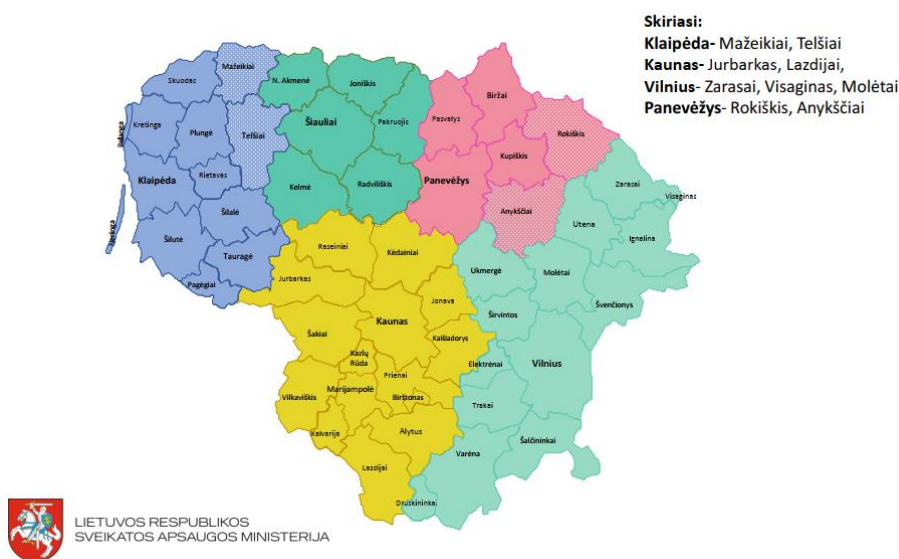 Skiriasi:
Klaipėda- Mažeikiai, Telšiai
Kaunas- Jurbarkas, Lazdijai,
Vilnius- Zarasai, Visaginas, Molėtai
Panevėžys- Rokiškis, Anykščiai
Skuodas
Mažeikiai
N. Akmenė
Joniškis
Biržai
Pasvalys
Palanga
Kretinga
Plungė
Telšiai
Šiauliai
Pakruojis
Rokiškis
Kupiškis
Klaipėda
Rietavas
Kelmė
Radviliškis
Panevėžys
Zarasai
Visaginas
Anykščiai
Šilalė
Utena
Ignalina
Šilutė
Tauragė
Raseiniai
Kėdainiai
Ukmergė
Molėtai
Pagėgiai
Jurbarkas
Jonava
Švenčionys
Širvintos
Šakiai
Kaunas
Kaišiadorys
Kazlų
Rūda
Elektrėnai
Vilnius
Prienai
Vilkaviškis
Marijampolė
Birštonas
Trakai
Kalvarija
Alytus
Šalčininkai
Varėna
Lazdijai
Druskininka.
LIETUVOS RESPUBLIKOS
SVEIKATOS APSAUGOS MINISTERIJA